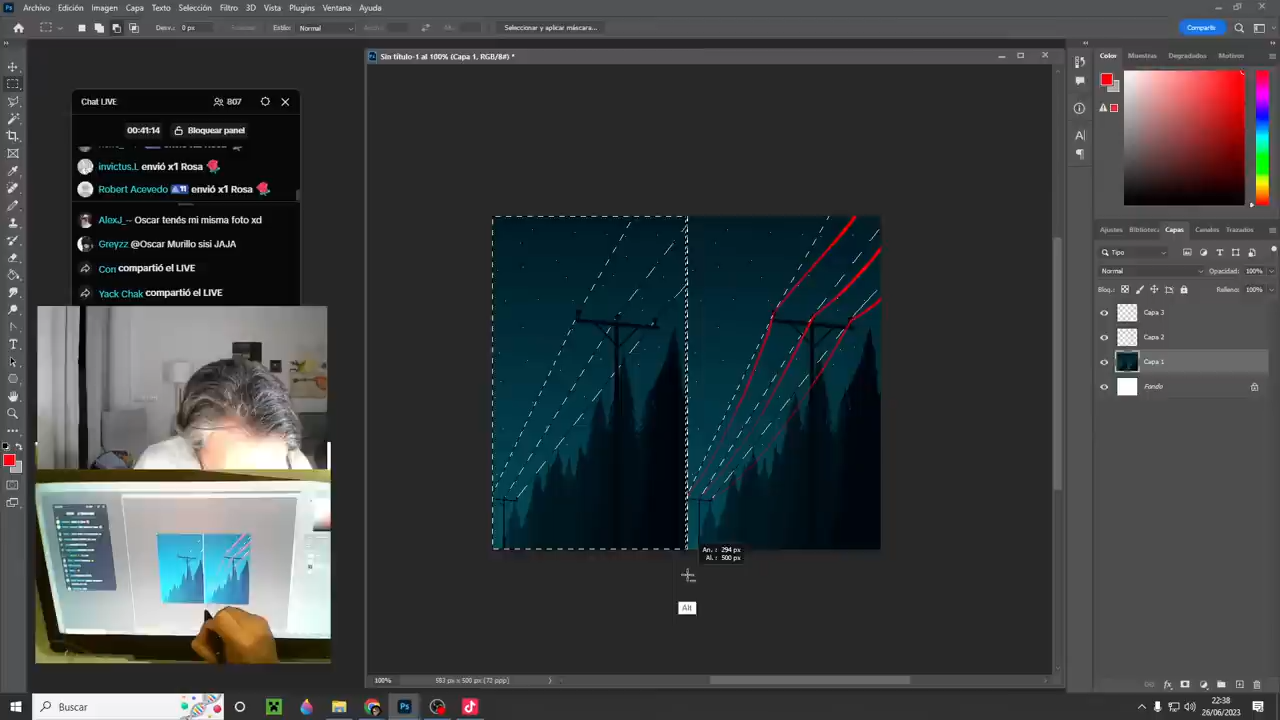 Archivo Edición Imagen Capa Texto Selección Filtro 3D Vista Plugins Ventana Ayuda
0 px Estilo: Normal Seleccionar y aplicar máscara... Compartir
Sin título-1 al 100% (Capa 1, RGB/8#) *
Chat LIVE 807
00:41:14 Bloquear panel
invictus.L envió x1 Rosa
Robert Acevedo envió x1 Rosa
AlexJ_-- Oscar tenés mi misma foto xd
Greyzz @Oscar Murillo sisi JAJA
Con compartió el LIVE
Yack Chak compartió el LIVE
An. : 294 px
Al. : 500 px
Alt
100% 553 px x 500 px (72 ppp)
Color Muestras Degradados Motivos
Ajustes Biblioteca Capas Canales Trazados
Tipo
Normal Opacidad: 100%
Bloq.: Relleno: 100%
Capa 3
Capa 2
Capa 1
Fondo
Buscar
22:38
26/06/2023